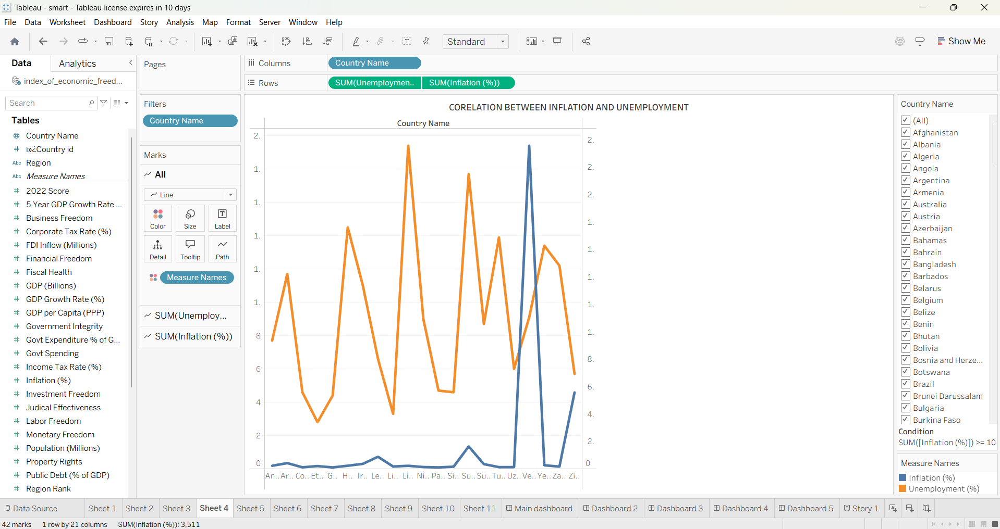 Tableau - smart - Tableau license expires in 10 days
File Data Worksheet Dashboard Story Analysis Map Format Server Window Help
Standard
Show Me
Data
Analytics
index_of_economic_freed...
Search
Tables
Country Name
ï»¿Country id
Abc Region
Abc Measure Names
2022 Score
5 Year GDP Growth Rate ...
Business Freedom
Corporate Tax Rate (%)
FDI Inflow (Millions)
Financial Freedom
Fiscal Health
GDP (Billions)
GDP Growth Rate (%)
GDP per Capita (PPP)
Government Integrity
Govt Expenditure % of G...
Govt Spending
Income Tax Rate (%)
Inflation (%)
Investment Freedom
Judical Effectiveness
Labor Freedom
Monetary Freedom
Population (Millions)
Property Rights
Public Debt (% of GDP)
Region Rank
Pages
Filters
Country Name
Marks
All
Line
Color Size Label
Detail Tooltip Path
Measure Names
SUM(Unemploy...
SUM(Inflation (%))
Columns
Country Name
Rows
SUM(Unemploymen.. SUM(Inflation (%))
CORELATION BETWEEN INFLATION AND UNEMPLOYMENT
Country Name
2.
1.
1.
1.
1.
1.
8
6
4
2
0
2.
2.
2.
1.
1.
1.
1.
1.
8.
6.
4.
2.
0
An.. Ar.. Co.. Et.. G.. H.. Ir.. Le.. Li.. Li.. Ni.. Pa.. Si.. Su.. Su.. Tu.. Uz.. Ve.. Ye.. Za.. Zi..
Country Name
(All)
Afghanistan
Albania
Algeria
Angola
Argentina
Armenia
Australia
Austria
Azerbaijan
Bahamas
Bahrain
Bangladesh
Barbados
Belarus
Belgium
Belize
Benin
Bhutan
Bolivia
Bosnia and Herze...
Botswana
Brazil
Brunei Darussalam
Bulgaria
Burkina Faso
Condition
SUM([Inflation (%)]) >= 10
Measure Names
Inflation (%)
Unemployment (%)
Data Source Sheet 1 Sheet 2 Sheet 3 Sheet 4 Sheet 5 Sheet 6 Sheet 7 Sheet 8 Sheet 9 Sheet 10 Sheet 11 Main dashboard Dashboard 2 Dashboard 3 Dashboard 4 Dashboard 5 Story 1
42 marks 1 row by 21 columns SUM(Inflation (%)): 3,511